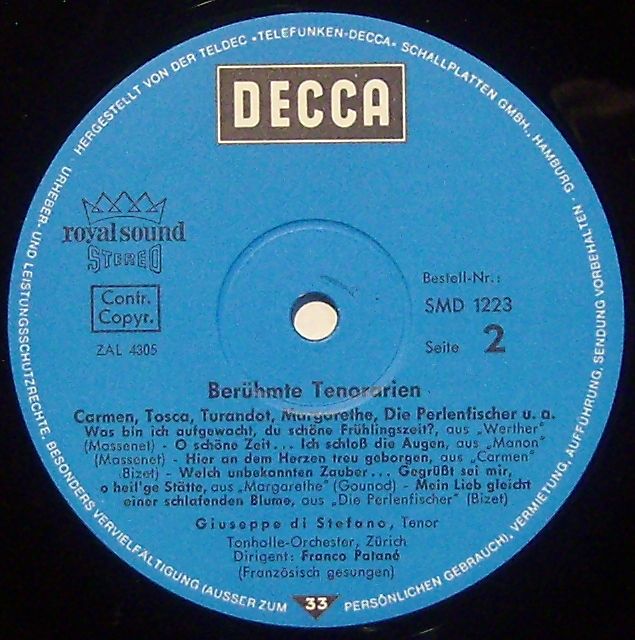 URHEBER- UND LEISTUNGSSCHUTZRECHTE, BESONDERS VERVIELFÄLTIGUNG (AUSSER ZUM PERSÖNLICHEN GEBRAUCH), VERMIETUNG, AUFFÜHRUNG, SENDUNG VORBEHALTEN
HERGESTELLT VON DER TELDEC »TELEFUNKEN-DECCA« SCHALLPLATTEN GMBH., HAMBURG
DECCA
royal sound
STEREO
Contr.
Copyr.
ZAL 4305
Bestell-Nr.:
SMD 1223
Seite 2
Berühmte Tenorarien
Carmen, Tosca, Turandot, Margarethe, Die Perlenfischer u. a.
Was bin ich aufgewacht, du schöne Frühlingszeit?, aus „Werther"
(Massenet) - O schöne Zeit... Ich schloß die Augen, aus „Manon"
(Massenet) - Hier an dem Herzen treu geborgen, aus „Carmen"
Bizet) - Welch unbekannten Zauber... Gegrüßt sei mir,
o heil'ge Stätte, aus „Margarethe" (Gounod) - Mein Lieb gleicht
einer schlafenden Blume, aus „Die Perlenfischer" (Bizet)
Giuseppe di Stefano, Tenor
Tonhalle-Orchester, Zürich
Dirigent: Franco Patané
(Französisch gesungen)
33